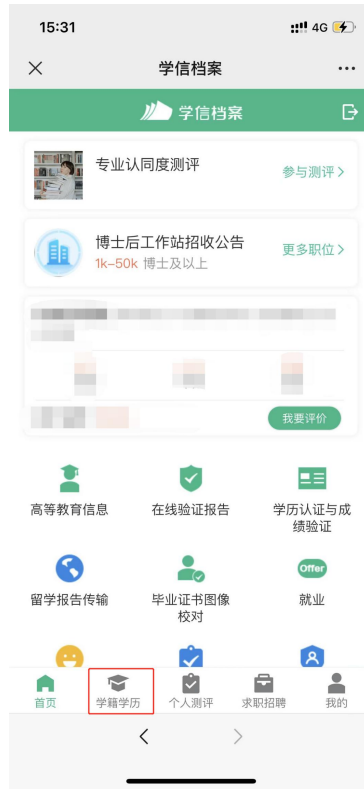 15:31
4G
学信档案
学信档案
专业认同度测评
参与测评
博士后工作站招收公告
更多职位
1k–50k 博士及以上
我要评价
高等教育信息
在线验证报告
学历认证与成
绩验证
Offer
留学报告传输
毕业证书图像
校对
就业
首页
学籍学历
个人测评
求职招聘
我的